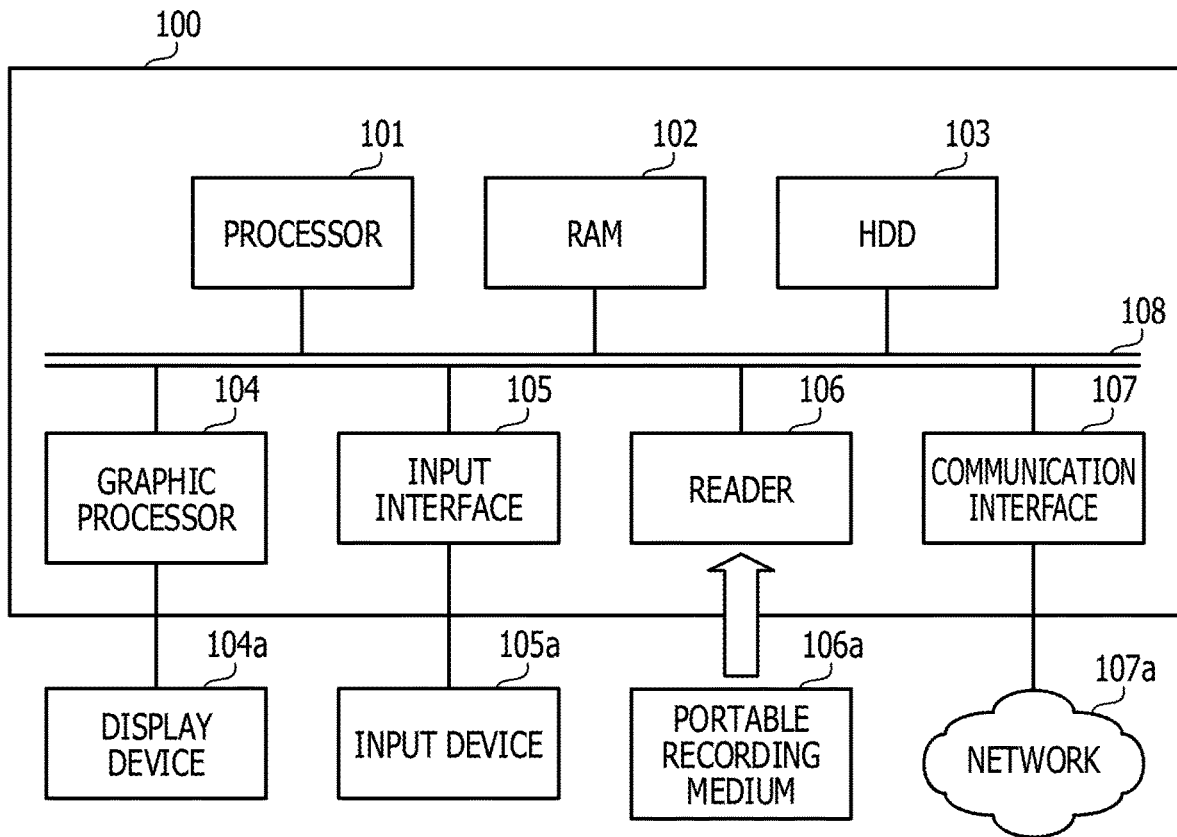 100
101
102
103
PROCESSOR
RAM
HDD
108
104
105
106
107
GRAPHIC
PROCESSOR
INPUT
INTERFACE
READER
COMMUNICATION
INTERFACE
104a
105a
106a
107a
DISPLAY
DEVICE
INPUT DEVICE
PORTABLE
RECORDING
MEDIUM
NETWORK